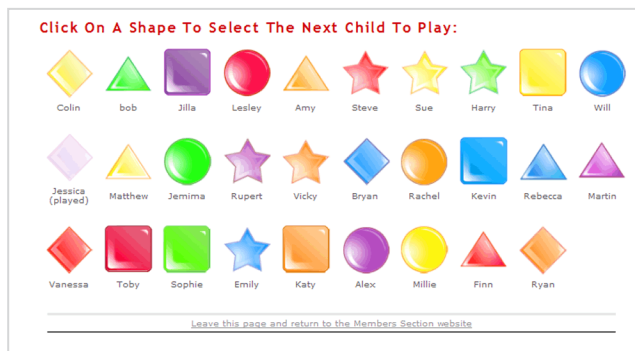 Click On A Shape To Select The Next Child To Play:
Colin bob Jilla Lesley Amy Steve Sue Harry Tina Will
Jessica Matthew Jemima Rupert Vicky Bryan Rachel Kevin Rebecca Martin
(played)
Vanessa Toby Sophie Emily Katy Alex Millie Finn Ryan
Leave this page and return to the Members Section website